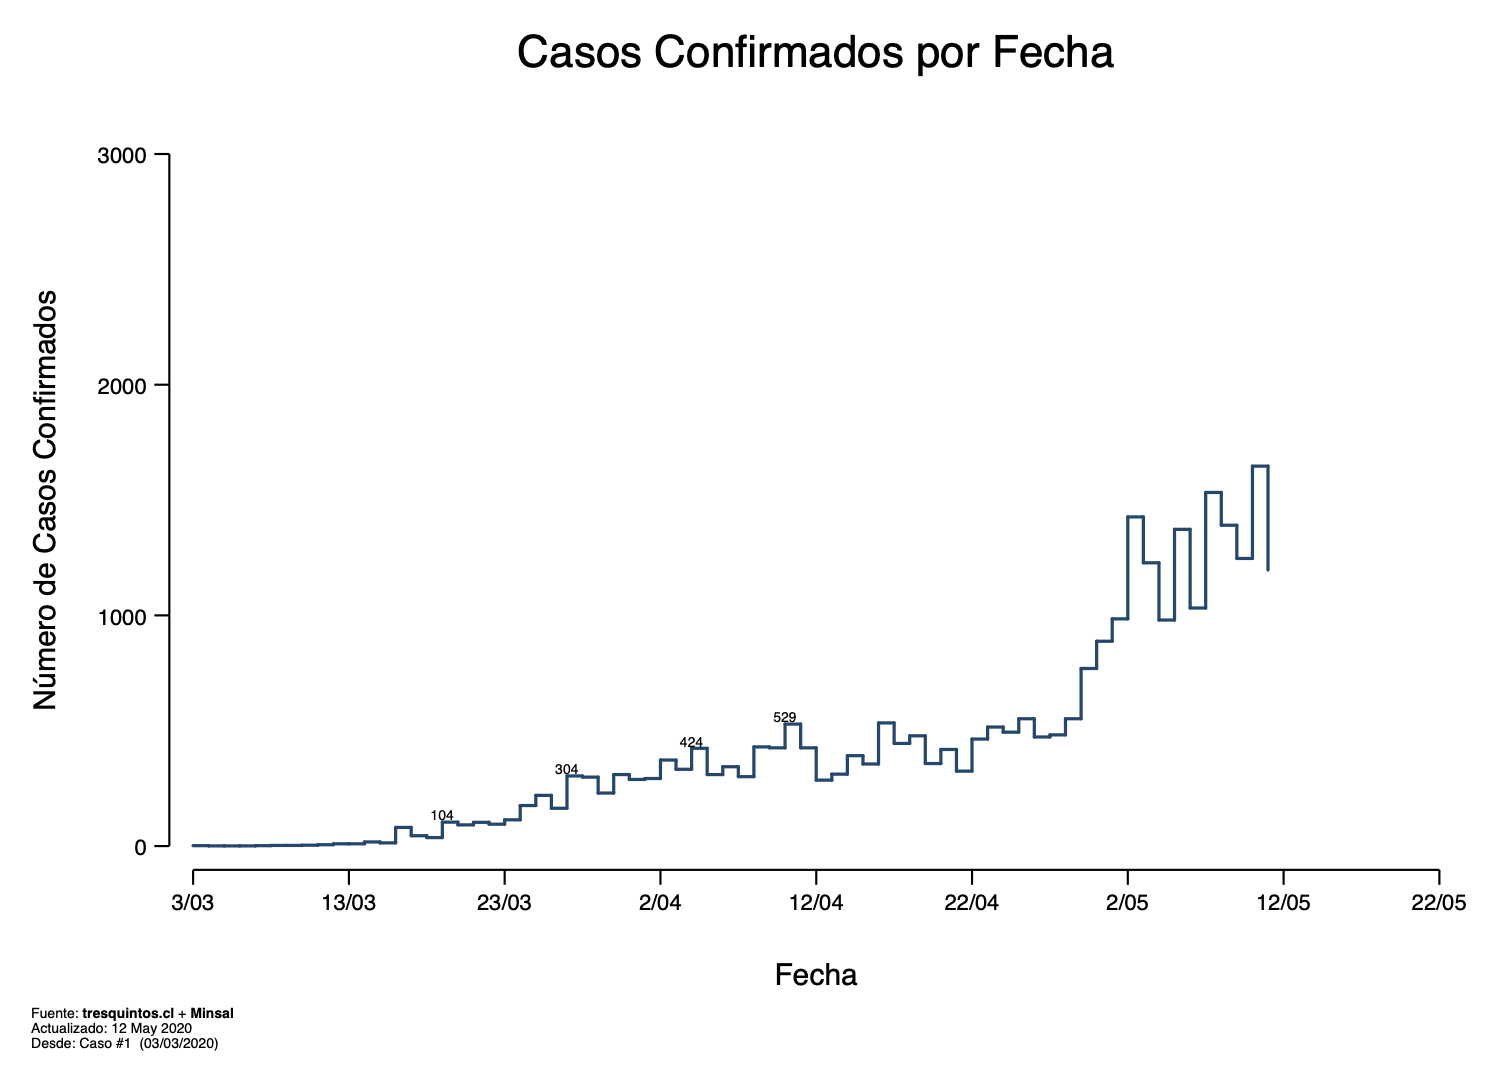 Casos Confirmados por Fecha
3000
2000
1000
0
Número de Casos Confirmados
104
304
424
529
3/03
13/03
23/03
2/04
12/04
22/04
2/05
12/05
22/05
Fecha
Fuente: tresquintos.cl + Minsal
Actualizado: 12 May 2020
Desde: Caso #1  (03/03/2020)